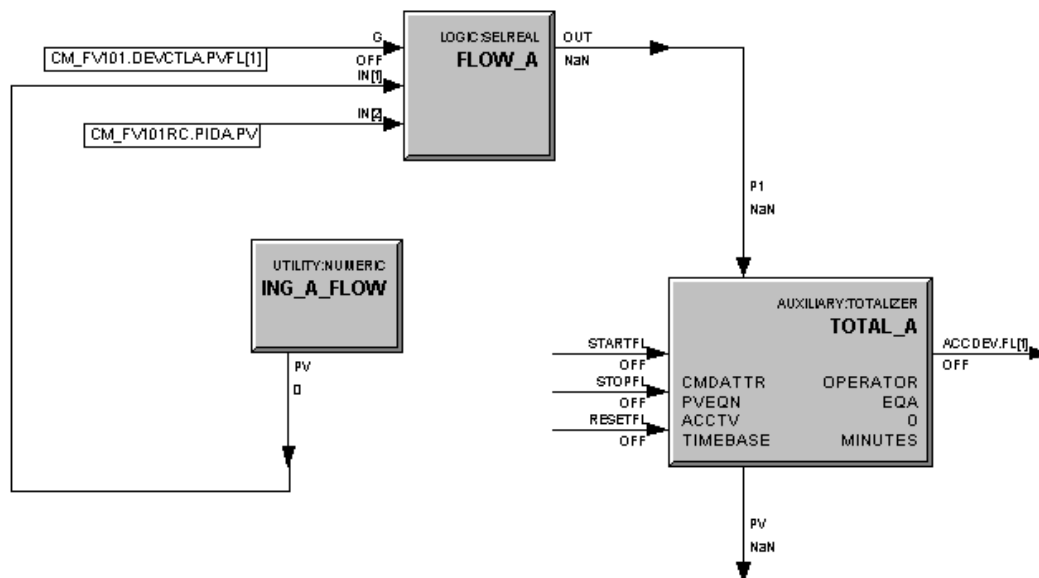 G
LOGIC:SELREAL
OUT
CM_FV101.DEVCTLA.PVFL[1]
OFF
FLOW_A
NaN
IN[1]
IN[2]
CM_FV101RC.PIDA.PV
P1
NaN
UTILITY:NUMERIC
ING_A_FLOW
AUXILIARY:TOTALIZER
TOTAL_A
STARTFL
ACCDEV.FL[1]
OFF
OFF
PV
0
STOPFL
CMDATTR OPERATOR
OFF
PVEQN EQA
RESETFL
ACCTV 0
OFF
TIMEBASE MINUTES
PV
NaN